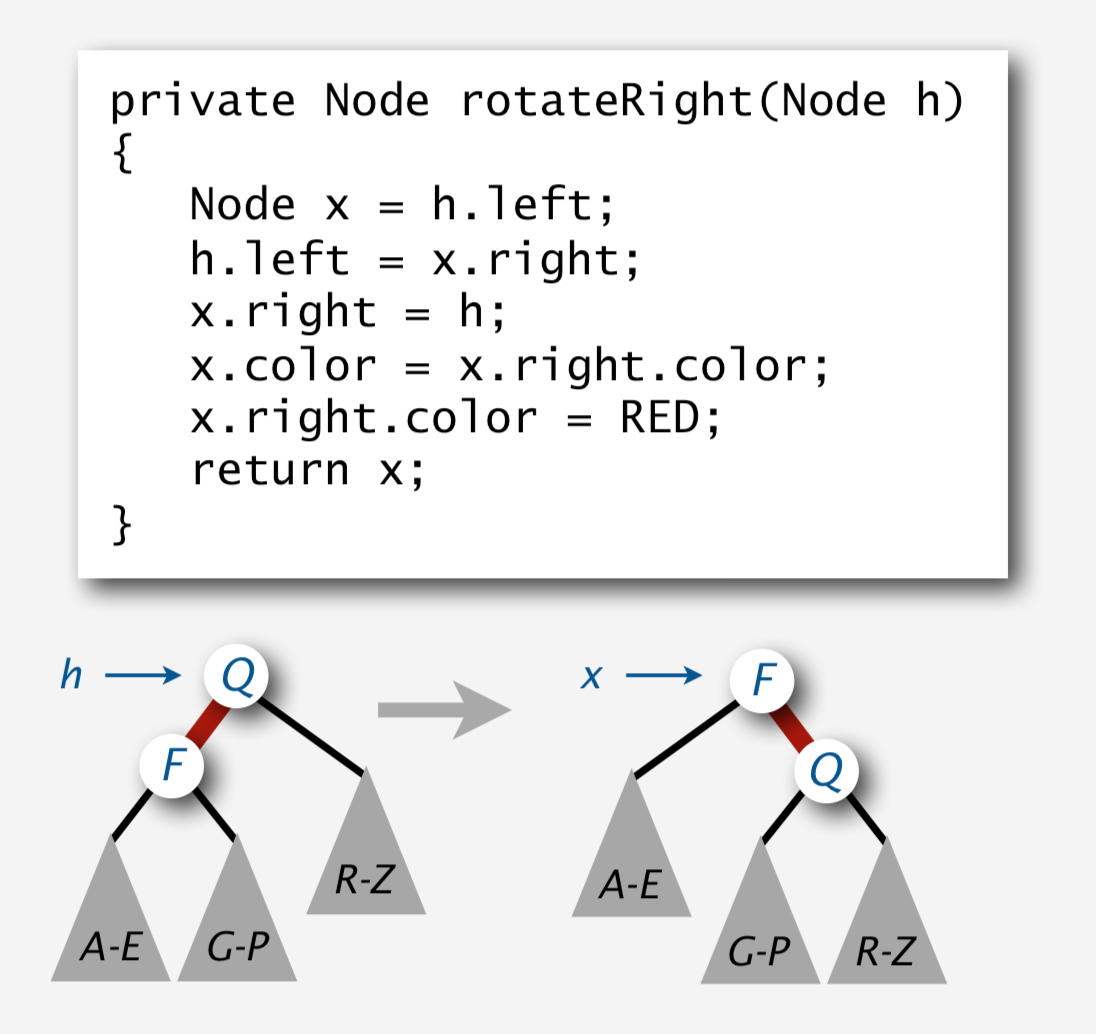 private Node rotateRight(Node h)
{
   Node x = h.left;
   h.left = x.right;
   x.right = h;
   x.color = x.right.color;
   x.right.color = RED;
   return x;
}
h Q x F
F Q
R-Z A-E
A-E G-P G-P R-Z